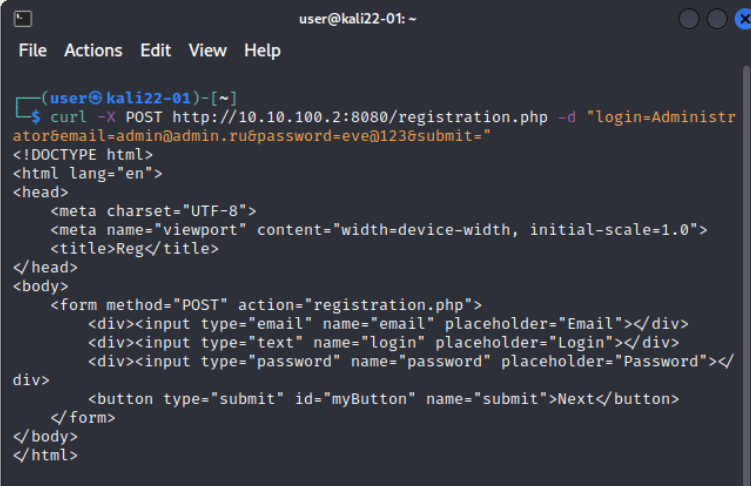 user@kali22-01: ~
File Actions Edit View Help
┌──(user㉿kali22-01)-[~]
└─$ curl -X POST http://10.10.100.2:8080/registration.php -d "login=Administr
ator&email=admin@admin.ru&password=eve@123&submit="
<!DOCTYPE html>
<html lang="en">
<head>
    <meta charset="UTF-8">
    <meta name="viewport" content="width=device-width, initial-scale=1.0">
    <title>Reg</title>
</head>
<body>
    <form method="POST" action="registration.php">
        <div><input type="email" name="email" placeholder="Email"></div>
        <div><input type="text" name="login" placeholder="Login"></div>
        <div><input type="password" name="password" placeholder="Password"></
div>
        <button type="submit" id="myButton" name="submit">Next</button>
    </form>
</body>
</html>